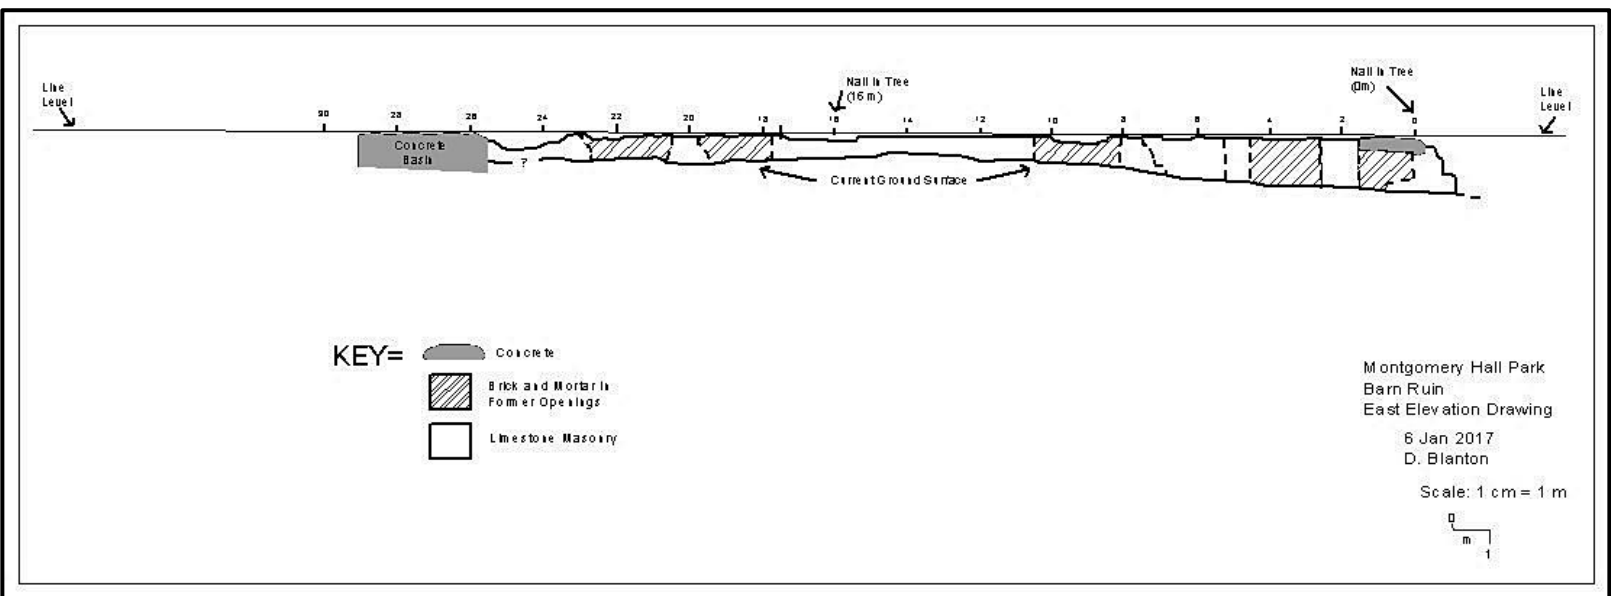 Line
Level
Nail In Tree
(16m)
Nail In Tree
(0m)
Line
Level
30 28 26 24 22 20 18 16 14 12 10 8 6 4 2 0
Concrete
Basin
?
Current Ground Surface
KEY=
Concrete
Brick and Mortar In
Former Openings
Limestone Masonry
Montgomery Hall Park
Barn Ruin
East Elevation Drawing
6 Jan 2017
D. Blanton
Scale: 1 cm = 1 m
0
m
1